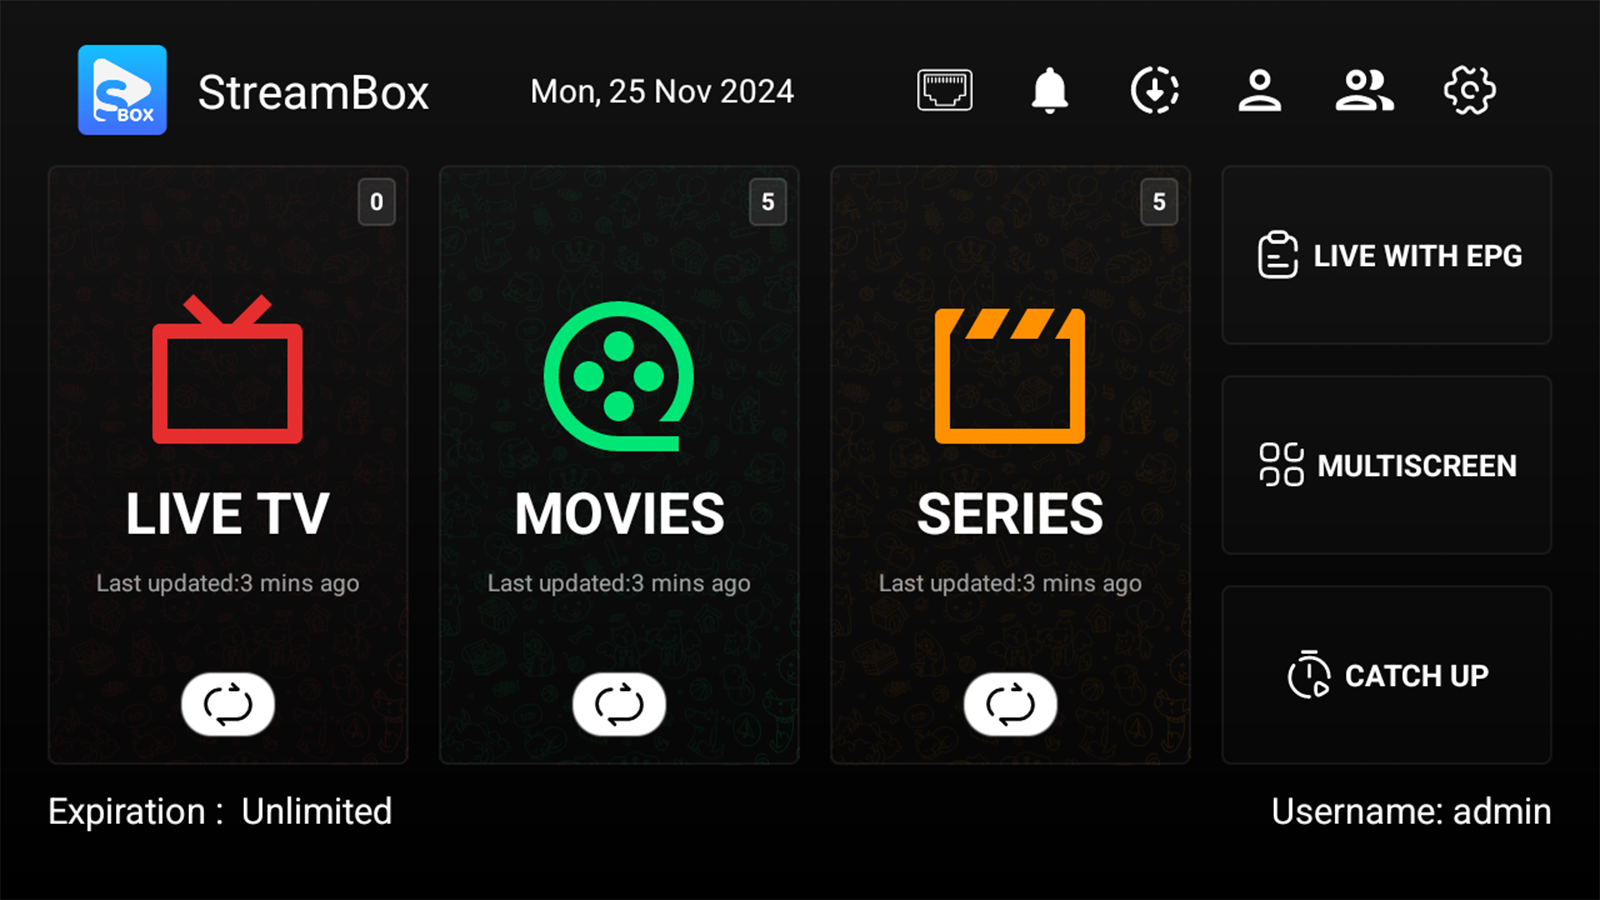 S BOX
StreamBox
Mon, 25 Nov 2024
0
LIVE TV
Last updated:3 mins ago
5
MOVIES
Last updated:3 mins ago
5
SERIES
Last updated:3 mins ago
LIVE WITH EPG
MULTISCREEN
CATCH UP
Expiration : Unlimited
Username: admin